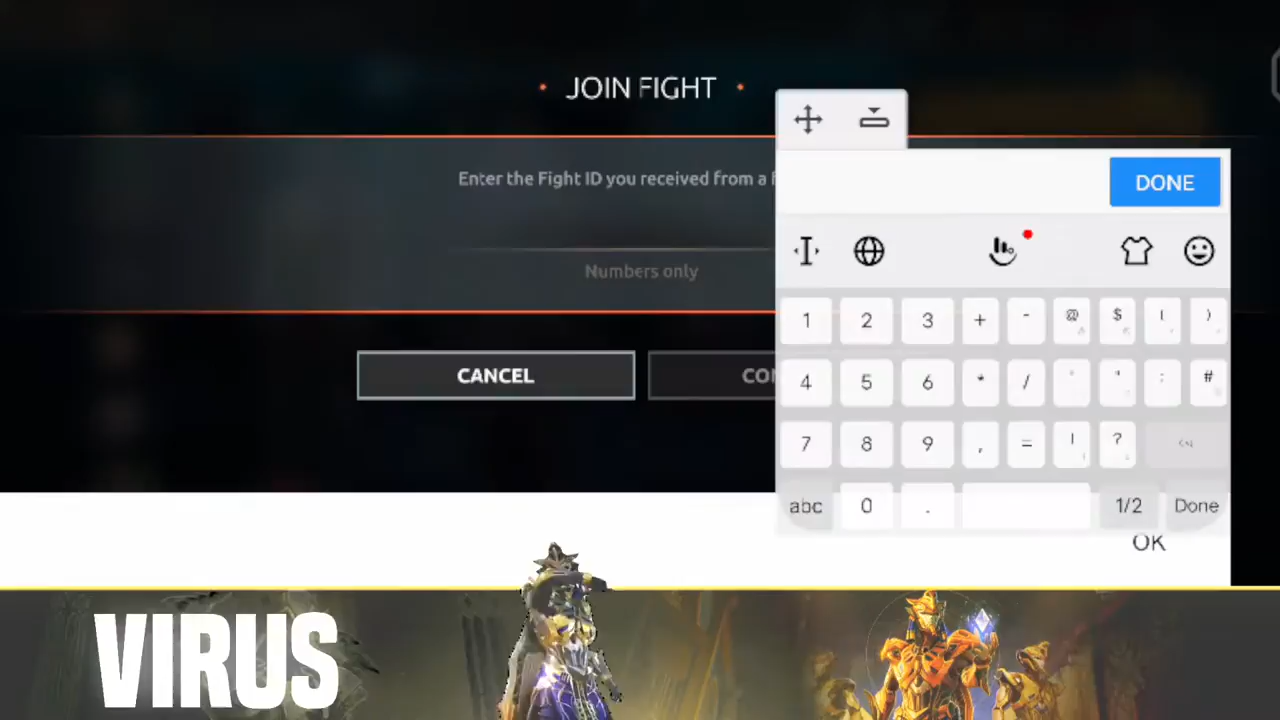 JOIN FIGHT
Enter the Fight ID you received from a
Numbers only
CANCEL
DONE
1 2 3 + - @ $ ( )
4 5 6 * / ' " : #
7 8 9 , = ! ?
abc 0 . 1/2 Done
OK
VIRUS